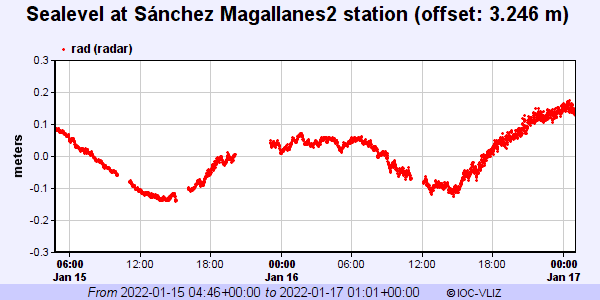 Sealevel at Sánchez Magallanes2 station (offset: 3.246 m)
rad (radar)
meters
0.3
0.2
0.1
0.0
-0.1
-0.2
-0.3
06:00 12:00 18:00 00:00 06:00 12:00 18:00 00:00
Jan 15 Jan 16 Jan 17
From 2022-01-15 04:46+00:00 to 2022-01-17 01:01+00:00 © IOC-VLIZ